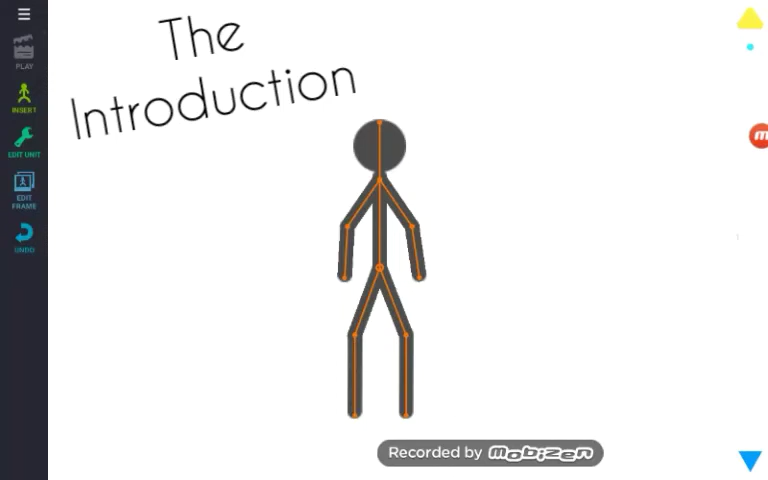 The
Introduction
PLAY
INSERT
EDIT UNIT
EDIT
FRAME
UNDO
m
Recorded by mobizen